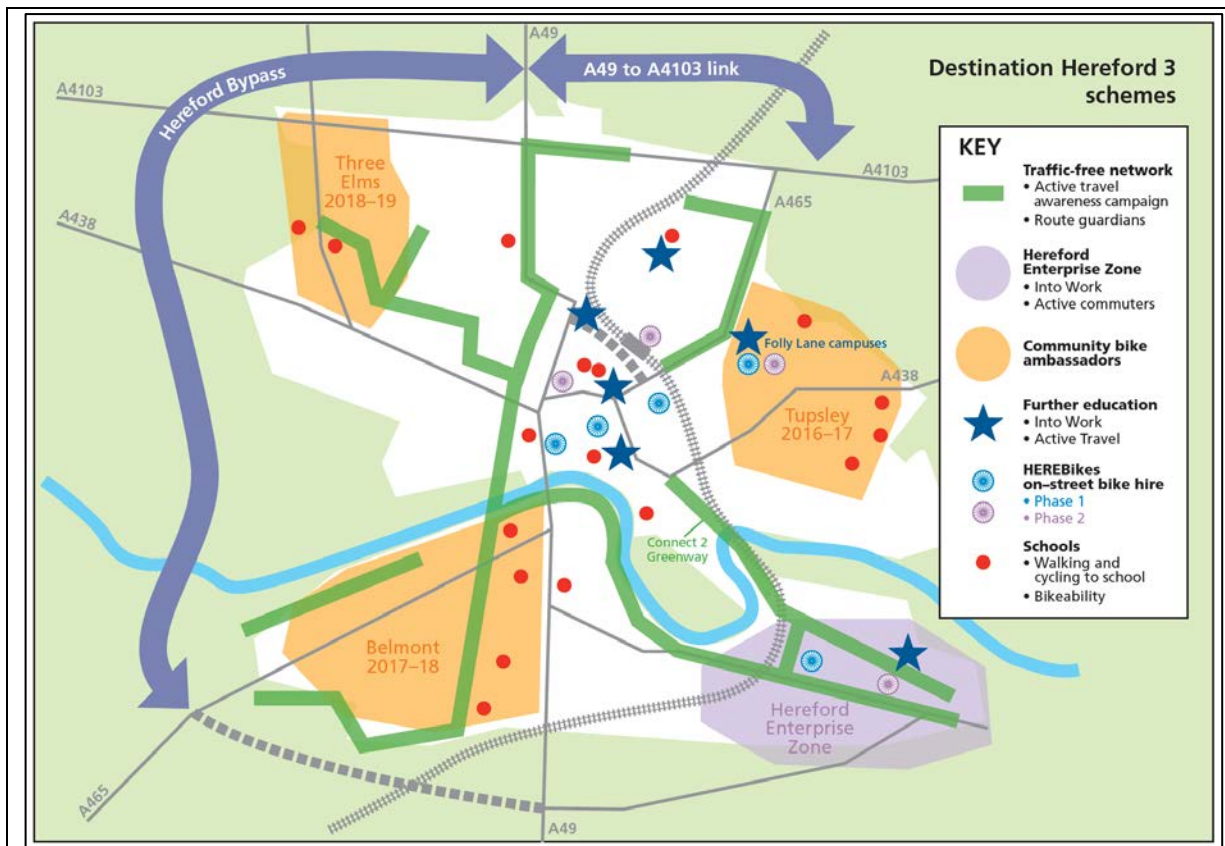 A49
Hereford Bypass
A49 to A4103 link
Destination Hereford 3
schemes
A4103
A4103
A438
Three
Elms
2018–19
A465
Folly Lane campuses
A438
Tupsley
2016–17
Connect 2
Greenway
Belmont
2017–18
Hereford
Enterprise
Zone
A465
A49
KEY
Traffic-free network
• Active travel
awareness campaign
• Route guardians
Hereford
Enterprise Zone
• Into Work
• Active commuters
Community bike
ambassadors
Further education
• Into Work
• Active Travel
HEREBikes
on–street bike hire
• Phase 1
• Phase 2
Schools
• Walking and
cycling to school
• Bikeability